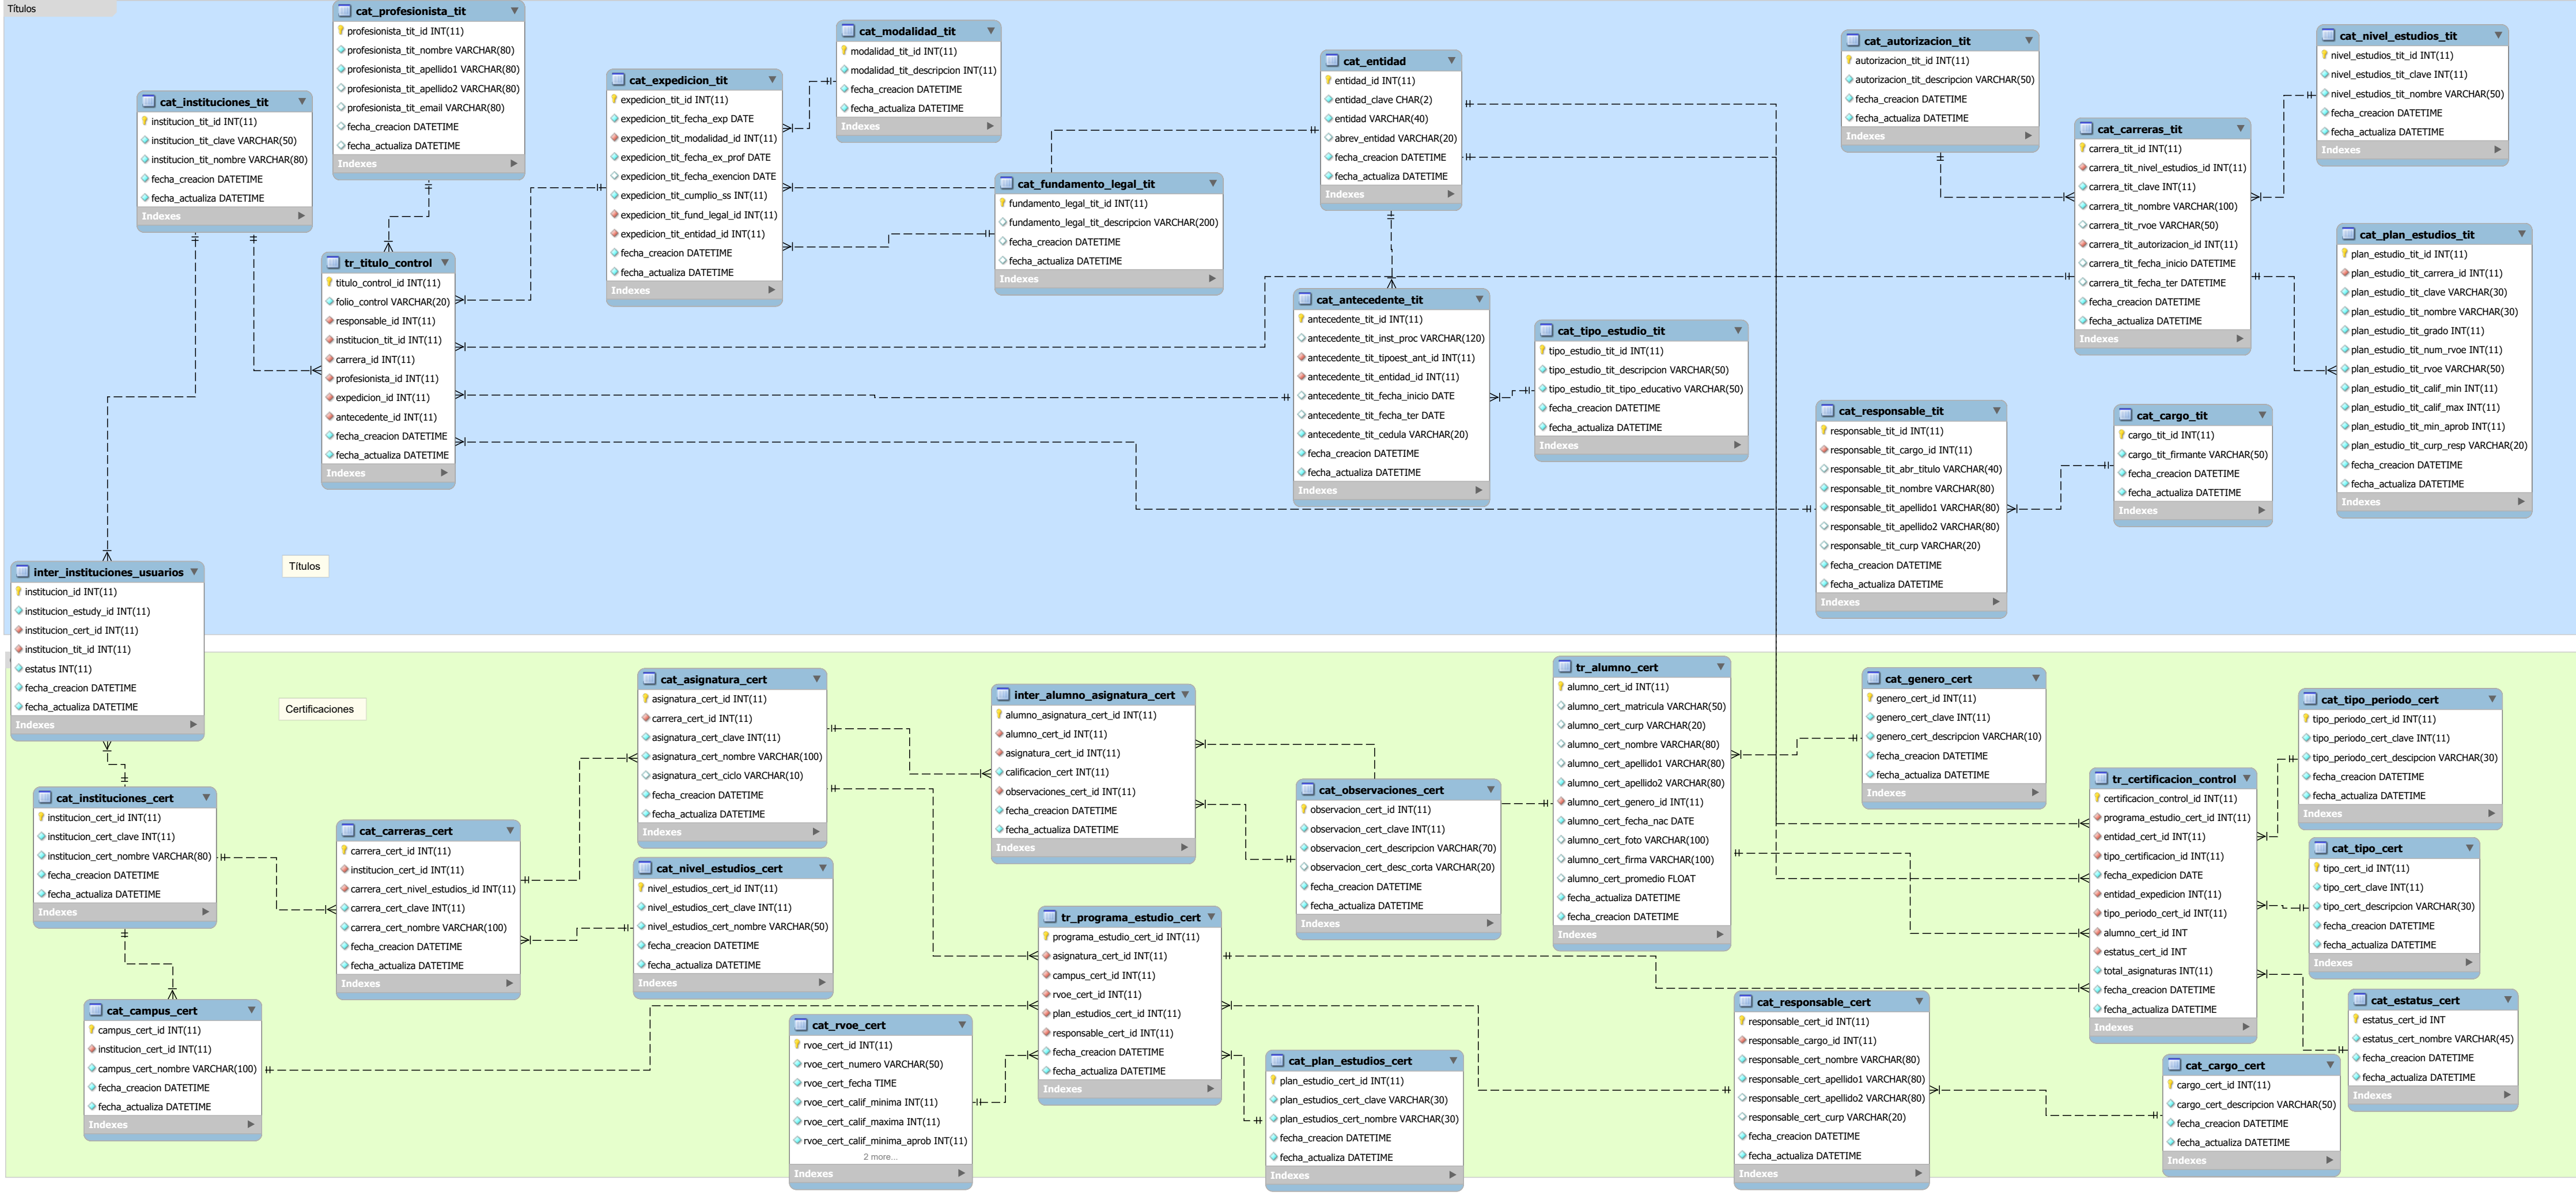 Títulos
cat_profesionista_tit
profesionista_tit_id INT(11)
profesionista_tit_nombre VARCHAR(80)
profesionista_tit_apellido1 VARCHAR(80)
profesionista_tit_apellido2 VARCHAR(80)
profesionista_tit_email VARCHAR(80)
fecha_creacion DATETIME
fecha_actualiza DATETIME
Indexes
cat_modalidad_tit
modalidad_tit_id INT(11)
modalidad_tit_descripcion INT(11)
fecha_creacion DATETIME
fecha_actualiza DATETIME
Indexes
cat_expedicion_tit
expedicion_tit_id INT(11)
expedicion_tit_fecha_exp DATE
expedicion_tit_modalidad_id INT(11)
expedicion_tit_fecha_ex_prof DATE
expedicion_tit_fecha_exencion DATE
expedicion_tit_cumplio_ss INT(11)
expedicion_tit_fund_legal_id INT(11)
expedicion_tit_entidad_id INT(11)
fecha_creacion DATETIME
fecha_actualiza DATETIME
Indexes
cat_entidad
entidad_id INT(11)
entidad_clave CHAR(2)
entidad VARCHAR(40)
abrev_entidad VARCHAR(20)
fecha_creacion DATETIME
fecha_actualiza DATETIME
Indexes
cat_autorizacion_tit
autorizacion_tit_id INT(11)
autorizacion_tit_descripcion VARCHAR(50)
fecha_creacion DATETIME
fecha_actualiza DATETIME
Indexes
cat_nivel_estudios_tit
nivel_estudios_tit_id INT(11)
nivel_estudios_tit_clave INT(11)
nivel_estudios_tit_nombre VARCHAR(50)
fecha_creacion DATETIME
fecha_actualiza DATETIME
Indexes
cat_instituciones_tit
institucion_tit_id INT(11)
institucion_tit_clave VARCHAR(50)
institucion_tit_nombre VARCHAR(80)
fecha_creacion DATETIME
fecha_actualiza DATETIME
Indexes
cat_carreras_tit
carrera_tit_id INT(11)
carrera_tit_nivel_estudios_id INT(11)
carrera_tit_clave INT(11)
carrera_tit_nombre VARCHAR(100)
carrera_tit_rvoe VARCHAR(50)
carrera_tit_autorizacion_id INT(11)
carrera_tit_fecha_inicio DATETIME
carrera_tit_fecha_ter DATETIME
fecha_creacion DATETIME
fecha_actualiza DATETIME
Indexes
cat_fundamento_legal_tit
fundamento_legal_tit_id INT(11)
fundamento_legal_tit_descripcion VARCHAR(200)
fecha_creacion DATETIME
fecha_actualiza DATETIME
Indexes
cat_plan_estudios_tit
plan_estudio_tit_id INT(11)
plan_estudio_tit_carrera_id INT(11)
plan_estudio_tit_clave VARCHAR(30)
plan_estudio_tit_nombre VARCHAR(30)
plan_estudio_tit_grado INT(11)
plan_estudio_tit_num_rvoe INT(11)
plan_estudio_tit_rvoe VARCHAR(50)
plan_estudio_tit_calif_min INT(11)
plan_estudio_tit_calif_max INT(11)
plan_estudio_tit_min_aprob INT(11)
plan_estudio_tit_curp_resp VARCHAR(20)
fecha_creacion DATETIME
fecha_actualiza DATETIME
Indexes
tr_titulo_control
titulo_control_id INT(11)
folio_control VARCHAR(20)
responsable_id INT(11)
institucion_tit_id INT(11)
carrera_id INT(11)
profesionista_id INT(11)
expedicion_id INT(11)
antecedente_id INT(11)
fecha_creacion DATETIME
fecha_actualiza DATETIME
Indexes
cat_antecedente_tit
antecedente_tit_id INT(11)
antecedente_tit_inst_proc VARCHAR(120)
antecedente_tit_tipoest_ant_id INT(11)
antecedente_tit_entidad_id INT(11)
antecedente_tit_fecha_inicio DATE
antecedente_tit_fecha_ter DATE
antecedente_tit_cedula VARCHAR(20)
fecha_creacion DATETIME
fecha_actualiza DATETIME
Indexes
cat_tipo_estudio_tit
tipo_estudio_tit_id INT(11)
tipo_estudio_tit_descripcion VARCHAR(50)
tipo_estudio_tit_tipo_educativo VARCHAR(50)
fecha_creacion DATETIME
fecha_actualiza DATETIME
Indexes
cat_responsable_tit
responsable_tit_id INT(11)
responsable_tit_cargo_id INT(11)
responsable_tit_abr_titulo VARCHAR(40)
responsable_tit_nombre VARCHAR(80)
responsable_tit_apellido1 VARCHAR(80)
responsable_tit_apellido2 VARCHAR(80)
responsable_tit_curp VARCHAR(20)
fecha_creacion DATETIME
fecha_actualiza DATETIME
Indexes
cat_cargo_tit
cargo_tit_id INT(11)
cargo_tit_firmante VARCHAR(50)
fecha_creacion DATETIME
fecha_actualiza DATETIME
Indexes
Títulos
inter_instituciones_usuarios
institucion_id INT(11)
institucion_estudy_id INT(11)
institucion_cert_id INT(11)
institucion_tit_id INT(11)
estatus INT(11)
fecha_creacion DATETIME
fecha_actualiza DATETIME
Indexes
Certificaciones
cat_asignatura_cert
asignatura_cert_id INT(11)
carrera_cert_id INT(11)
asignatura_cert_clave INT(11)
asignatura_cert_nombre VARCHAR(100)
asignatura_cert_ciclo VARCHAR(10)
fecha_creacion DATETIME
fecha_actualiza DATETIME
Indexes
inter_alumno_asignatura_cert
alumno_asignatura_cert_id INT(11)
alumno_cert_id INT(11)
asignatura_cert_id INT(11)
calificacion_cert INT(11)
observaciones_cert_id INT(11)
fecha_creacion DATETIME
fecha_actualiza DATETIME
Indexes
tr_alumno_cert
alumno_cert_id INT(11)
alumno_cert_matricula VARCHAR(50)
alumno_cert_curp VARCHAR(20)
alumno_cert_nombre VARCHAR(80)
alumno_cert_apellido1 VARCHAR(80)
alumno_cert_apellido2 VARCHAR(80)
alumno_cert_genero_id INT(11)
alumno_cert_fecha_nac DATE
alumno_cert_foto VARCHAR(100)
alumno_cert_firma VARCHAR(100)
alumno_cert_promedio FLOAT
fecha_actualiza DATETIME
fecha_creacion DATETIME
Indexes
cat_genero_cert
genero_cert_id INT(11)
genero_cert_clave INT(11)
genero_cert_descripcion VARCHAR(10)
fecha_creacion DATETIME
fecha_actualiza DATETIME
Indexes
cat_tipo_periodo_cert
tipo_periodo_cert_id INT(11)
tipo_periodo_cert_clave INT(11)
tipo_periodo_cert_descipcion VARCHAR(30)
fecha_creacion DATETIME
fecha_actualiza DATETIME
Indexes
cat_instituciones_cert
institucion_cert_id INT(11)
institucion_cert_clave INT(11)
institucion_cert_nombre VARCHAR(80)
fecha_creacion DATETIME
fecha_actualiza DATETIME
Indexes
cat_carreras_cert
carrera_cert_id INT(11)
institucion_cert_id INT(11)
carrera_cert_nivel_estudios_id INT(11)
carrera_cert_clave INT(11)
carrera_cert_nombre VARCHAR(100)
fecha_creacion DATETIME
fecha_actualiza DATETIME
Indexes
cat_nivel_estudios_cert
nivel_estudios_cert_id INT(11)
nivel_estudios_cert_clave INT(11)
nivel_estudios_cert_nombre VARCHAR(50)
fecha_creacion DATETIME
fecha_actualiza DATETIME
Indexes
cat_observaciones_cert
observacion_cert_id INT(11)
observacion_cert_clave INT(11)
observacion_cert_descripcion VARCHAR(70)
observacion_cert_desc_corta VARCHAR(20)
fecha_creacion DATETIME
fecha_actualiza DATETIME
Indexes
tr_certificacion_control
certificacion_control_id INT(11)
programa_estudio_cert_id INT(11)
entidad_cert_id INT(11)
tipo_certificacion_id INT(11)
fecha_expedicion DATE
entidad_expedicion INT(11)
tipo_periodo_cert_id INT(11)
alumno_cert_id INT
estatus_cert_id INT
total_asignaturas INT(11)
fecha_creacion DATETIME
fecha_actualiza DATETIME
Indexes
cat_tipo_cert
tipo_cert_id INT(11)
tipo_cert_clave INT(11)
tipo_cert_descripcion VARCHAR(30)
fecha_creacion DATETIME
fecha_actualiza DATETIME
Indexes
tr_programa_estudio_cert
programa_estudio_cert_id INT(11)
asignatura_cert_id INT(11)
campus_cert_id INT(11)
rvoe_cert_id INT(11)
plan_estudios_cert_id INT(11)
responsable_cert_id INT(11)
fecha_creacion DATETIME
fecha_actualiza DATETIME
Indexes
cat_campus_cert
campus_cert_id INT(11)
institucion_cert_id INT(11)
campus_cert_nombre VARCHAR(100)
fecha_creacion DATETIME
fecha_actualiza DATETIME
Indexes
cat_rvoe_cert
rvoe_cert_id INT(11)
rvoe_cert_numero VARCHAR(50)
rvoe_cert_fecha TIME
rvoe_cert_calif_minima INT(11)
rvoe_cert_calif_maxima INT(11)
rvoe_cert_calif_minima_aprob INT(11)
2 more...
Indexes
cat_plan_estudios_cert
plan_estudio_cert_id INT(11)
plan_estudios_cert_clave VARCHAR(30)
plan_estudios_cert_nombre VARCHAR(30)
fecha_creacion DATETIME
fecha_actualiza DATETIME
Indexes
cat_responsable_cert
responsable_cert_id INT(11)
responsable_cargo_id INT(11)
responsable_cert_nombre VARCHAR(80)
responsable_cert_apellido1 VARCHAR(80)
responsable_cert_apellido2 VARCHAR(80)
responsable_cert_curp VARCHAR(20)
fecha_creacion DATETIME
fecha_actualiza DATETIME
Indexes
cat_estatus_cert
estatus_cert_id INT
estatus_cert_nombre VARCHAR(45)
fecha_creacion DATETIME
fecha_actualiza DATETIME
Indexes
cat_cargo_cert
cargo_cert_id INT(11)
cargo_cert_descripcion VARCHAR(50)
fecha_creacion DATETIME
fecha_actualiza DATETIME
Indexes